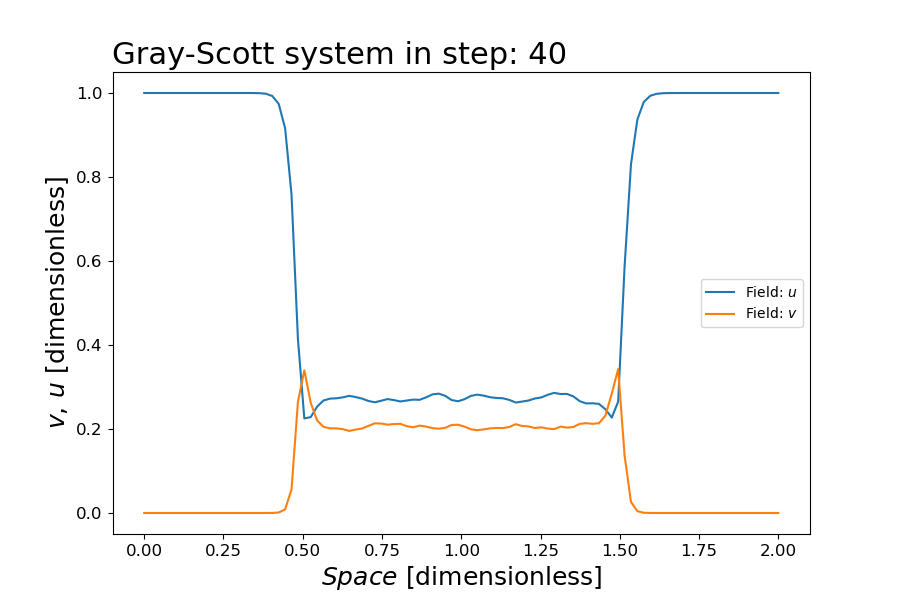 Gray-Scott system in step: 40
1.0
0.8
0.6
0.4
0.2
0.0
v, u [dimensionless]
Field: u
Field: v
0.00 0.25 0.50 0.75 1.00 1.25 1.50 1.75 2.00
Space [dimensionless]